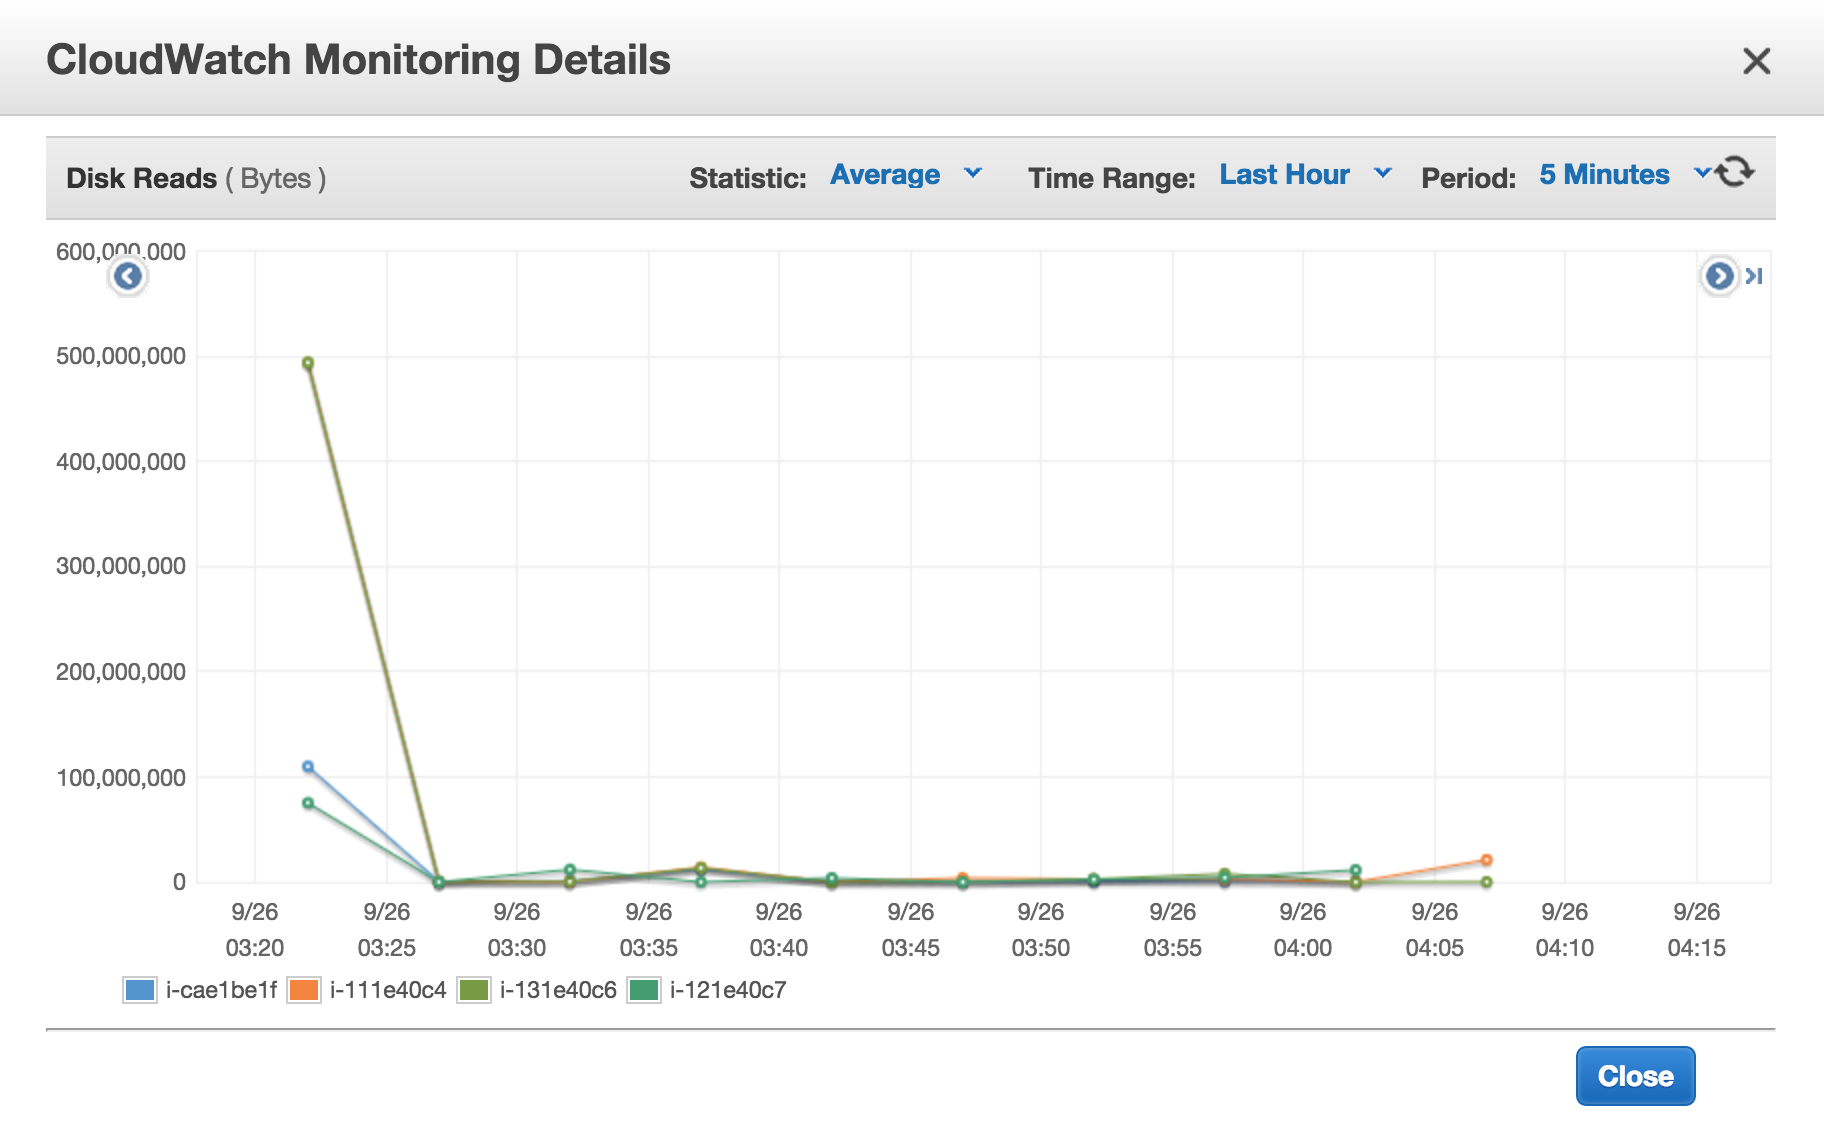 CloudWatch Monitoring Details
Disk Reads ( Bytes ) Statistic: Average Time Range: Last Hour Period: 5 Minutes
600,000,000
500,000,000
400,000,000
300,000,000
200,000,000
100,000,000
0
9/26 9/26 9/26 9/26 9/26 9/26 9/26 9/26 9/26 9/26 9/26 9/26
03:20 03:25 03:30 03:35 03:40 03:45 03:50 03:55 04:00 04:05 04:10 04:15
i-cae1be1f i-111e40c4 i-131e40c6 i-121e40c7
Close